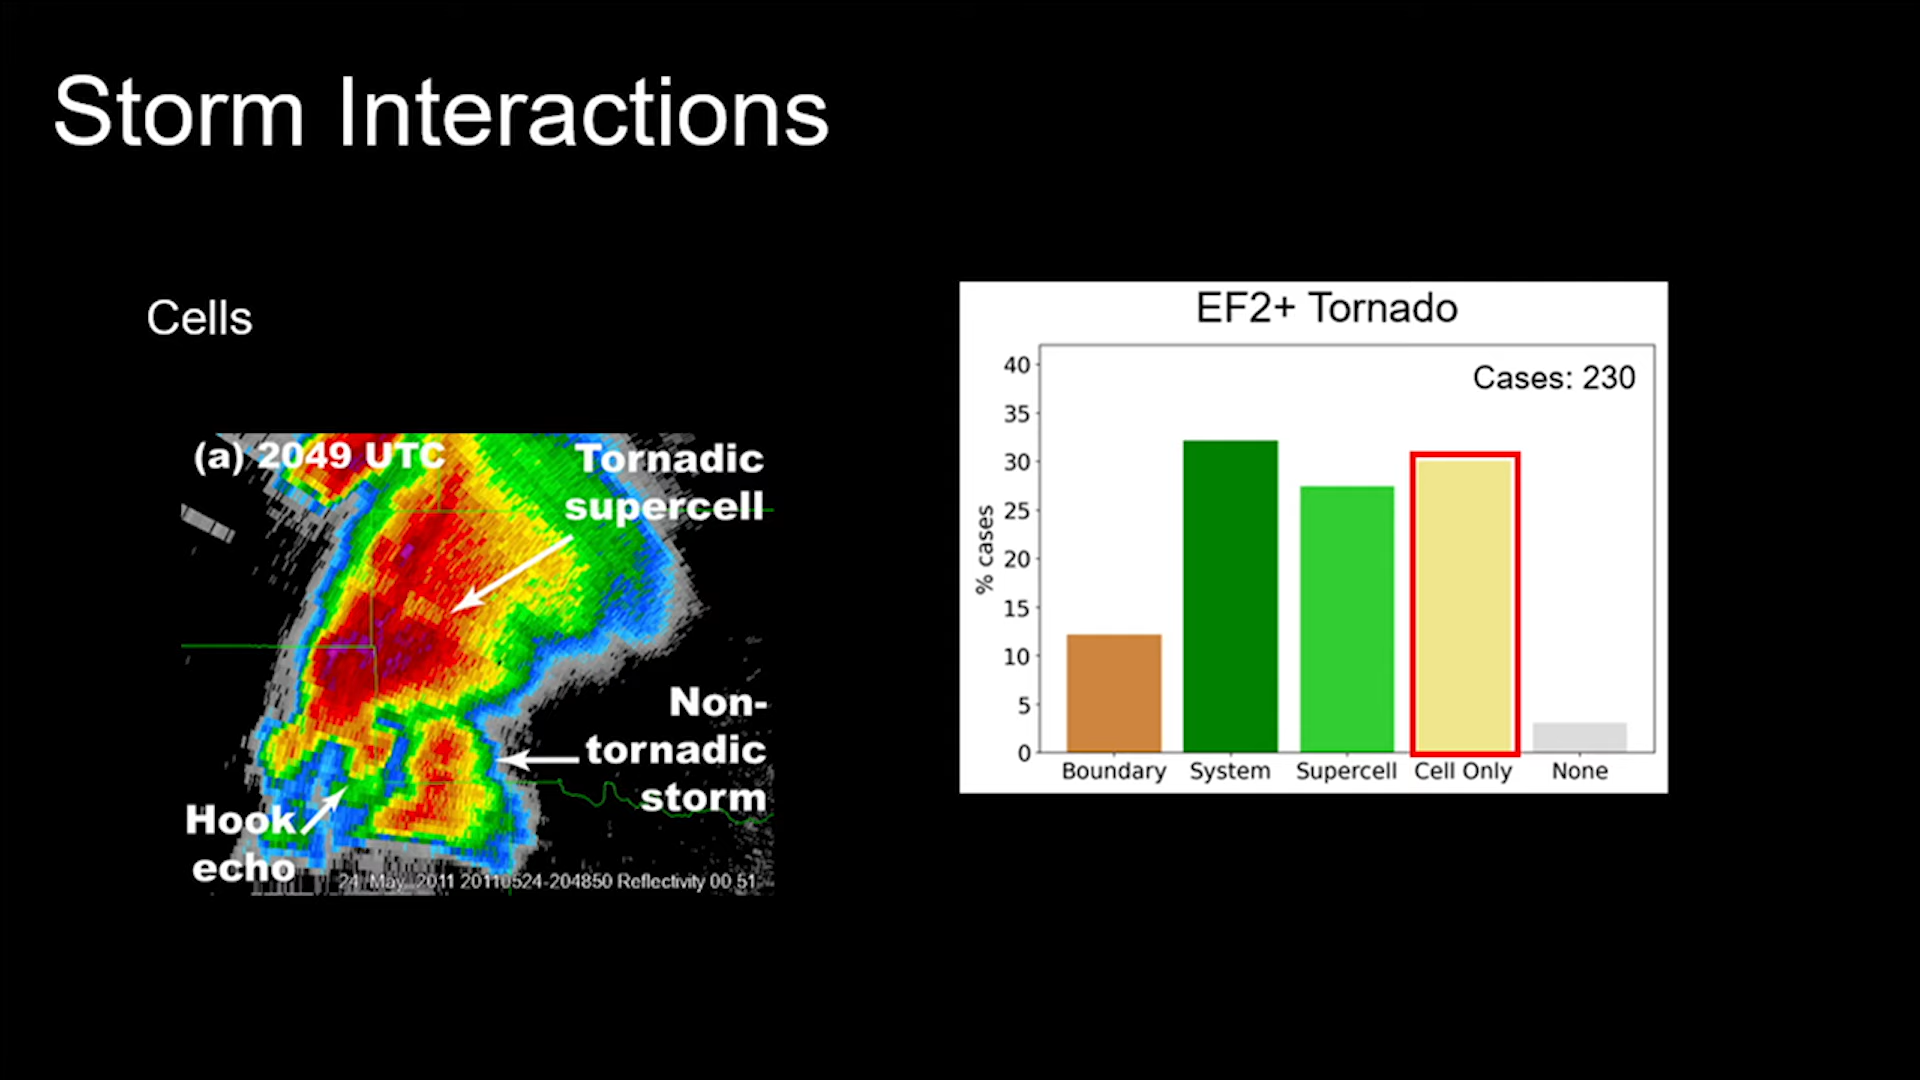 Storm Interactions
Cells
(a) 2049 UTC
Tornadic
supercell
Non-
tornadic
storm
Hook
echo
24 May 2011 20110524-204850 Reflectivity 00.51
EF2+ Tornado
Cases: 230
% cases
40
35
30
25
20
15
10
5
0
Boundary System Supercell Cell Only None